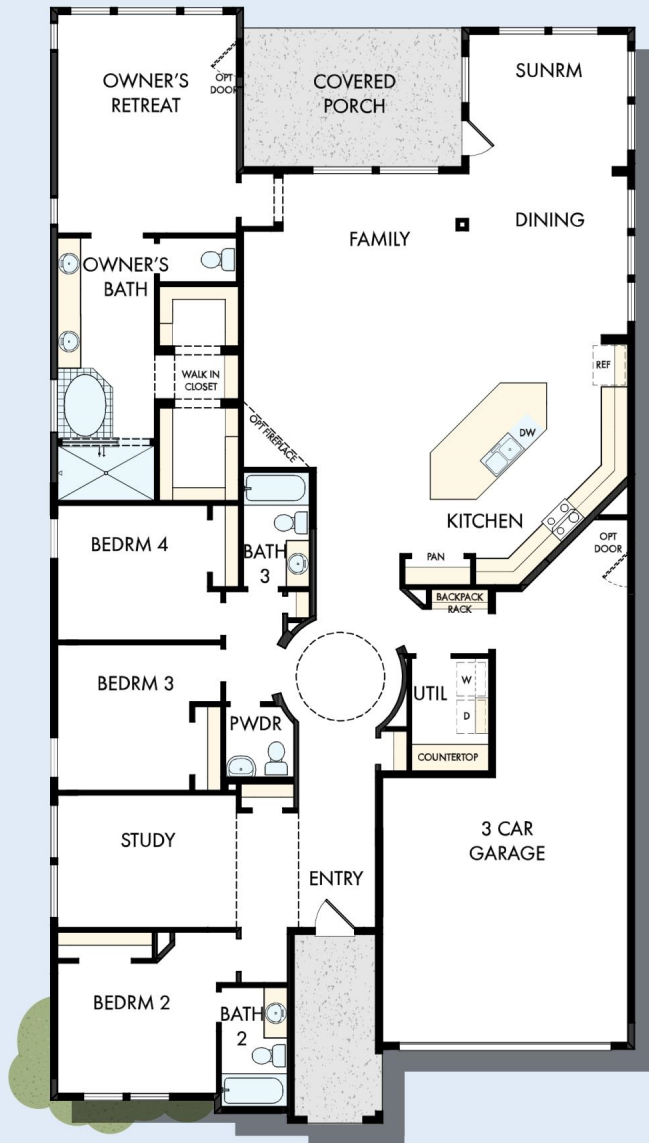 OWNER'S
RETREAT
OPT
DOOR
COVERED
PORCH
SUNRM
FAMILY
DINING
OWNER'S
BATH
WALK IN
CLOSET
REF
OPT FIREPLACE
DW
KITCHEN
OPT
DOOR
BEDRM 4
BATH
3
PAN
BACKPACK
RACK
BEDRM 3
UTIL
W
D
PWDR
COUNTERTOP
STUDY
3 CAR
GARAGE
ENTRY
BEDRM 2
BATH
2